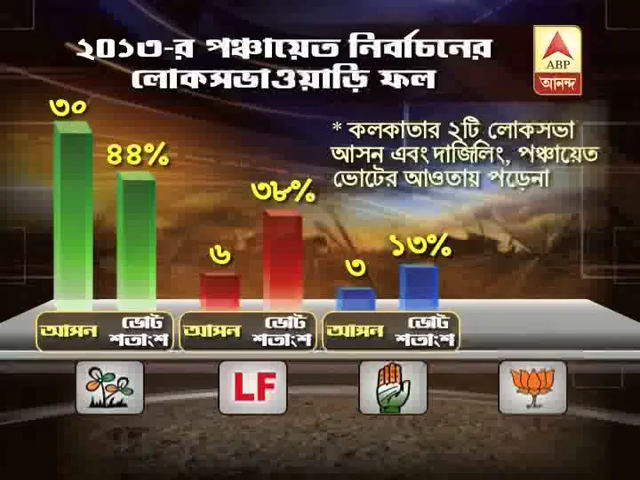 ২০১৩-র পঞ্চায়েত নির্বাচনের
লোকসভাওয়াড়ি ফল
ABP
আনন্দ
* কলকাতার ২টি লোকসভা
আসন এবং দার্জিলিং, পঞ্চায়েত
ভোটের আওতায় পড়েনা
৩০
৪৪%
৬
৩৮%
৩
১৩%
আসন ভোট শতাংশ
আসন ভোট শতাংশ
আসন ভোট শতাংশ
LF